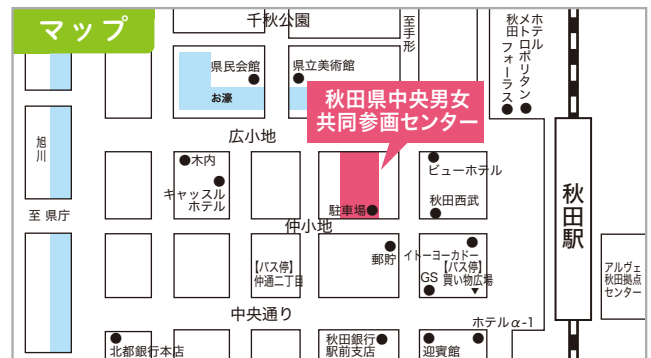 マップ
千秋公園
至手形
ホテル
メトロポリタン
秋田 フォーラス
県民会館
県立美術館
お濠
秋田県中央男女
共同参画センター
旭川
広小地
木内
キャッスル
ホテル
ビューホテル
秋田西武
駐車場
至 県庁
仲小地
秋田駅
郵貯
イトーヨーカドー
【バス停】
仲通二丁目
GS
【バス停】
買い物広場
アルヴェ
秋田拠点
センター
中央通り
ホテルα-1
北都銀行本店
秋田銀行
駅前支店
迎賓館